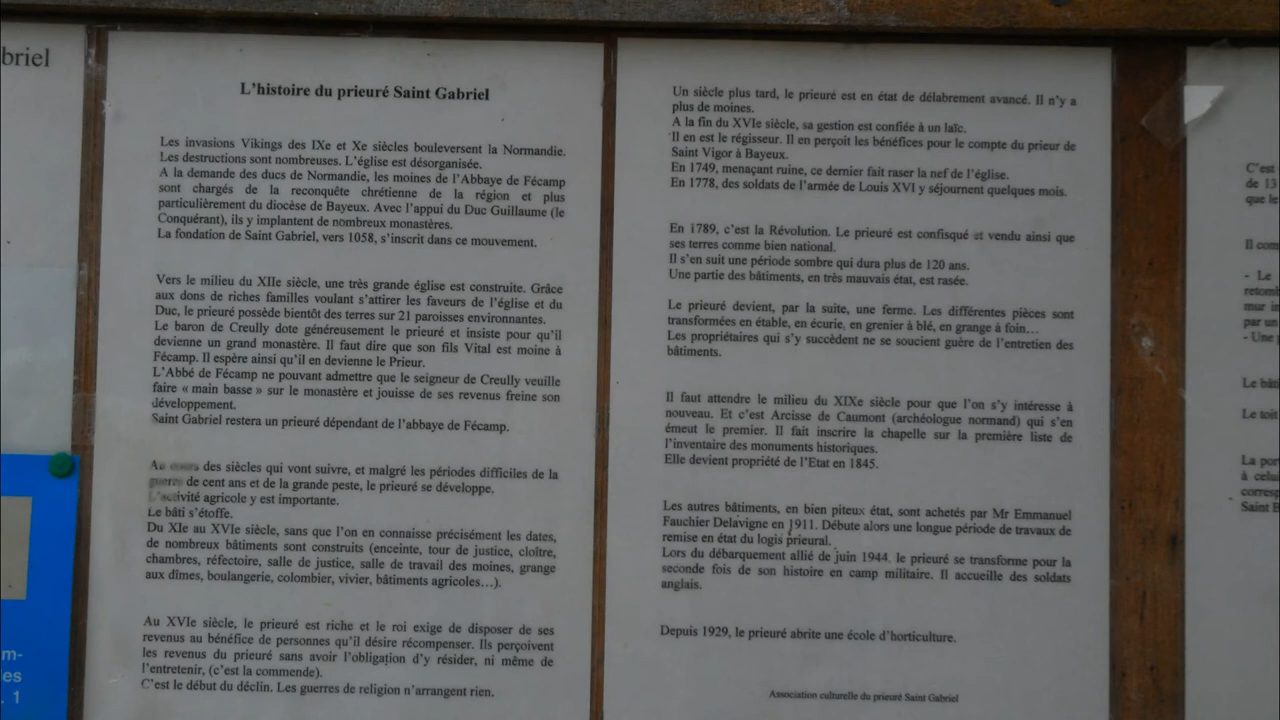 briel
L'histoire du prieuré Saint Gabriel
Les invasions Vikings des IXe et Xe siècles bouleversent la Normandie.
Les destructions sont nombreuses. L'église est désorganisée.
A la demande des ducs de Normandie, les moines de l'Abbaye de Fécamp
sont chargés de la reconquête chrétienne de la région et plus
particulièrement du diocèse de Bayeux. Avec l'appui du Duc Guillaume (le
Conquérant), ils y implantent de nombreux monastères.
La fondation de Saint Gabriel, vers 1058, s'inscrit dans ce mouvement.
Vers le milieu du XIIe siècle, une très grande église est construite. Grâce
aux dons de riches familles voulant s'attirer les faveurs de l'église et du
Duc, le prieuré possède bientôt des terres sur 21 paroisses environnantes.
Le baron de Creully dote généreusement le prieuré et insiste pour qu'il
devienne un grand monastère. Il faut dire que son fils Vital est moine à
Fécamp. Il espère ainsi qu'il en devienne le Prieur.
L'Abbé de Fécamp ne pouvant admettre que le seigneur de Creully veuille
faire « main basse » sur le monastère et jouisse de ses revenus freine son
développement.
Saint Gabriel restera un prieuré dépendant de l'abbaye de Fécamp.
Au cours des siècles qui vont suivre, et malgré les périodes difficiles de la
guerre de cent ans et de la grande peste, le prieuré se développe.
L'activité agricole y est importante.
Le bâti s'étoffe.
Du XIe au XVIe siècle, sans que l'on en connaisse précisément les dates,
de nombreux bâtiments sont construits (enceinte, tour de justice, cloître,
chambres, réfectoire, salle de justice, salle de travail des moines, grange
aux dîmes, boulangerie, colombier, vivier, bâtiments agricoles…).
Au XVIe siècle, le prieuré est riche et le roi exige de disposer de ses
revenus au bénéfice de personnes qu'il désire récompenser. Ils perçoivent
les revenus du prieuré sans avoir l'obligation d'y résider, ni même de
l'entretenir, (c'est la commende).
C'est le début du déclin. Les guerres de religion n'arrangent rien.
Un siècle plus tard, le prieuré est en état de délabrement avancé. Il n'y a
plus de moines.
A la fin du XVIe siècle, sa gestion est confiée à un laïc.
Il en est le régisseur. Il en perçoit les bénéfices pour le compte du prieur de
Saint Vigor à Bayeux.
En 1749, menaçant ruine, ce dernier fait raser la nef de l'église.
En 1778, des soldats de l'armée de Louis XVI y séjournent quelques mois.
En 1789, c'est la Révolution. Le prieuré est confisqué et vendu ainsi que
ses terres comme bien national.
Il s'en suit une période sombre qui dura plus de 120 ans.
Une partie des bâtiments, en très mauvais état, est rasée.
Le prieuré devient, par la suite, une ferme. Les différentes pièces sont
transformées en étable, en écurie, en grenier à blé, en grange à foin…
Les propriétaires qui s'y succèdent ne se soucient guère de l'entretien des
bâtiments.
Il faut attendre le milieu du XIXe siècle pour que l'on s'y intéresse à
nouveau. Et c'est Arcisse de Caumont (archéologue normand) qui s'en
émeut le premier. Il fait inscrire la chapelle sur la première liste de
l'inventaire des monuments historiques.
Elle devient propriété de l'Etat en 1845.
Les autres bâtiments, en bien piteux état, sont achetés par Mr Emmanuel
Fauchier Delavigne en 1911. Débute alors une longue période de travaux de
remise en état du logis prieural.
Lors du débarquement allié de juin 1944, le prieuré se transforme pour la
seconde fois de son histoire en camp militaire. Il accueille des soldats
anglais.
Depuis 1929, le prieuré abrite une école d'horticulture.
Association culturelle du prieuré Saint Gabriel
C'est
de 13
que le
Il com
- Le
retomb
mur
par un
- Une
Le bât
Le toit
La por
à celui
corresp
Saint B
m-
es
. 1